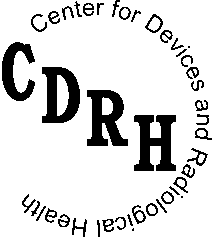 Center for Devices and Radiological Health
CDRH